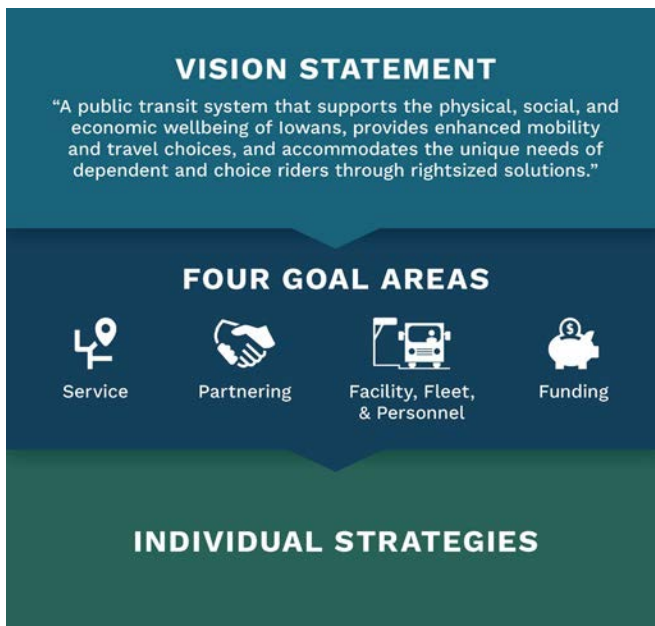 VISION STATEMENT
“A public transit system that supports the physical, social, and
economic wellbeing of Iowans, provides enhanced mobility
and travel choices, and accommodates the unique needs of
dependent and choice riders through rightsized solutions.”
FOUR GOAL AREAS
Service
Partnering
Facility, Fleet,
& Personnel
Funding
$
INDIVIDUAL STRATEGIES